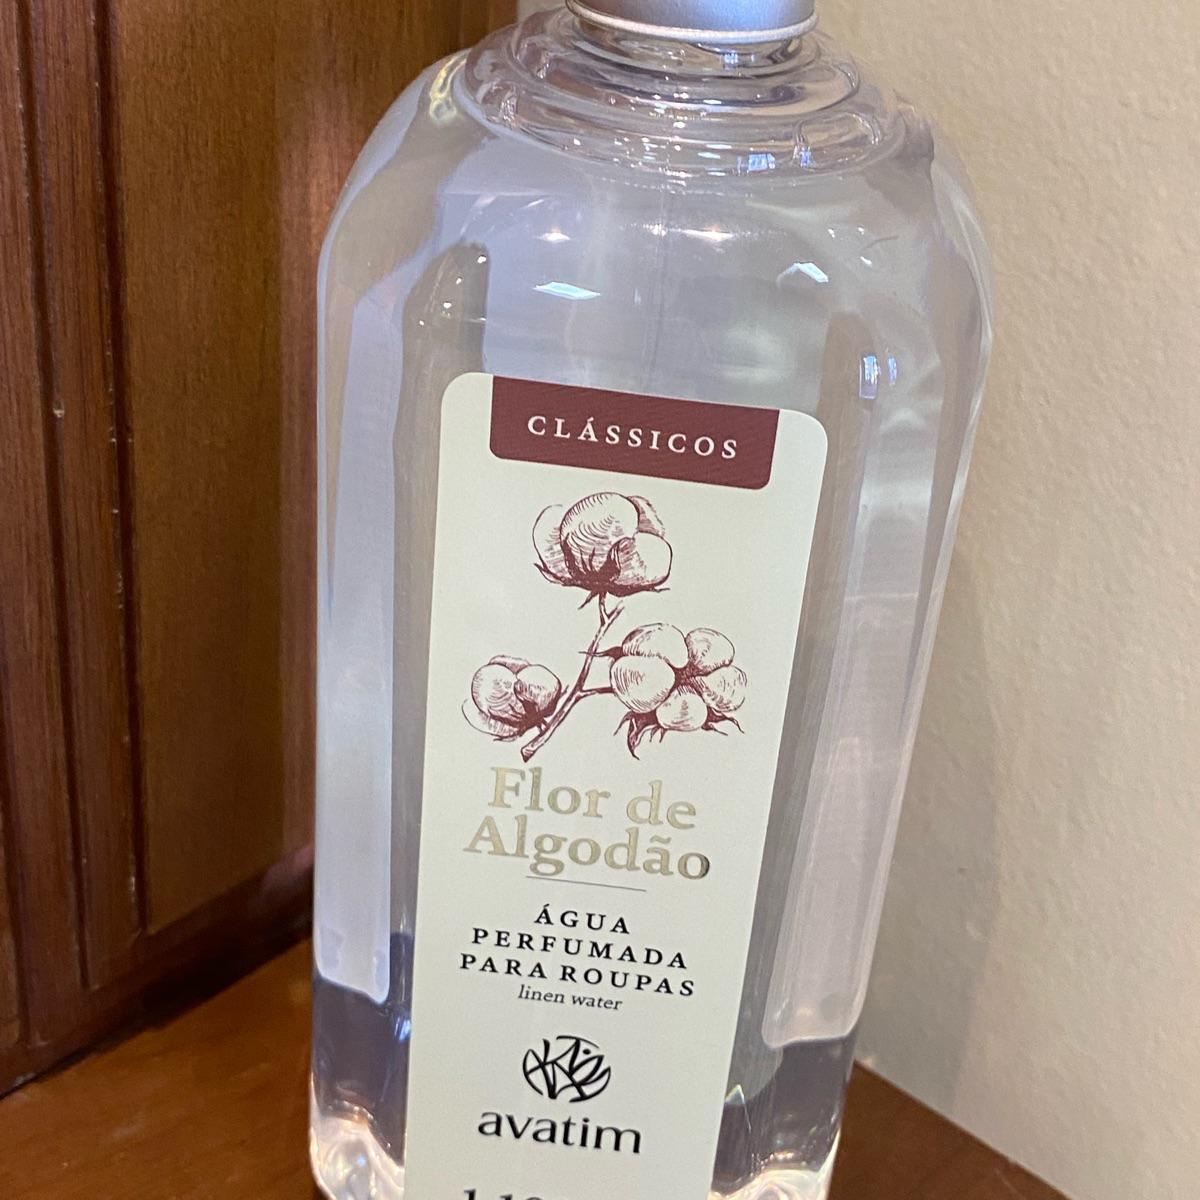 CLÁSSICOS
Flor de
Algodão
ÁGUA
PERFUMADA
PARA ROUPAS
linen water
avatim